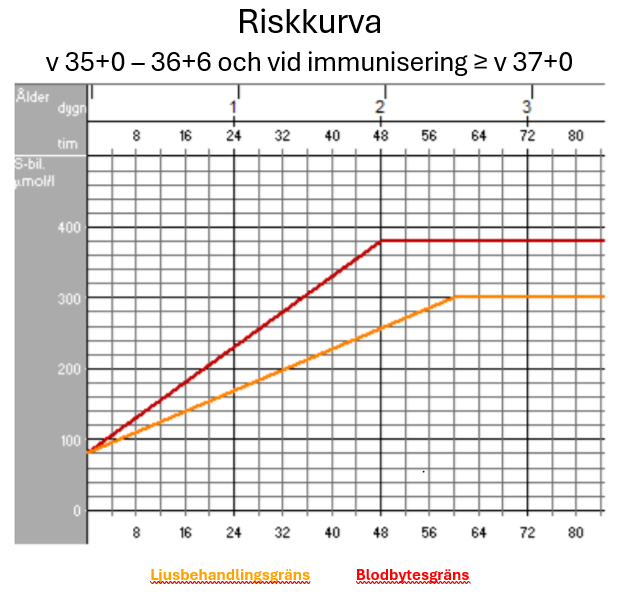 Riskkurva
v 35+0 – 36+6 och vid immunisering ≥ v 37+0
Ålder
dygn 1 2 3
tim 8 16 24 32 40 48 56 64 72 80
S-bil.
µmol/l
400
300
200
100
0
8 16 24 32 40 48 56 64 72 80
Ljusbehandlingsgräns Blodbytesgräns